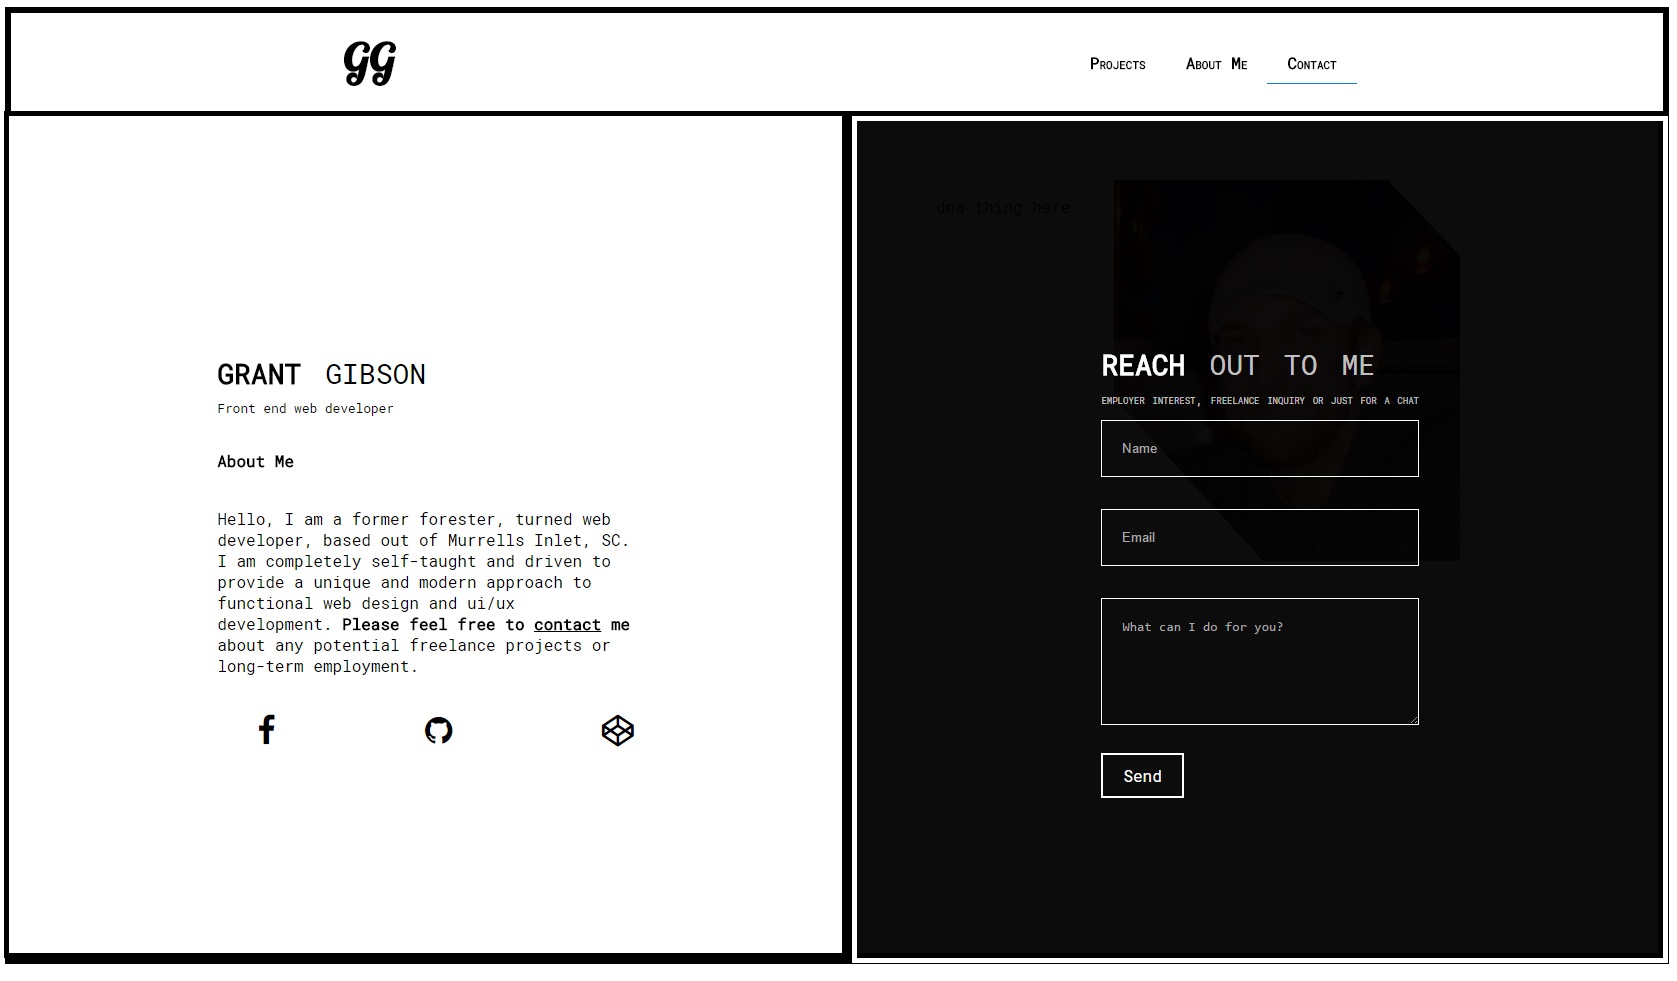 GG
Projects About Me Contact
GRANT GIBSON
Front end web developer
About Me
Hello, I am a former forester, turned web
developer, based out of Murrells Inlet, SC.
I am completely self-taught and driven to
provide a unique and modern approach to
functional web design and ui/ux
development. Please feel free to contact me
about any potential freelance projects or
long-term employment.
dna thing here
REACH OUT TO ME
EMPLOYER INTEREST, FREELANCE INQUIRY OR JUST FOR A CHAT
Name
Email
What can I do for you?
Send